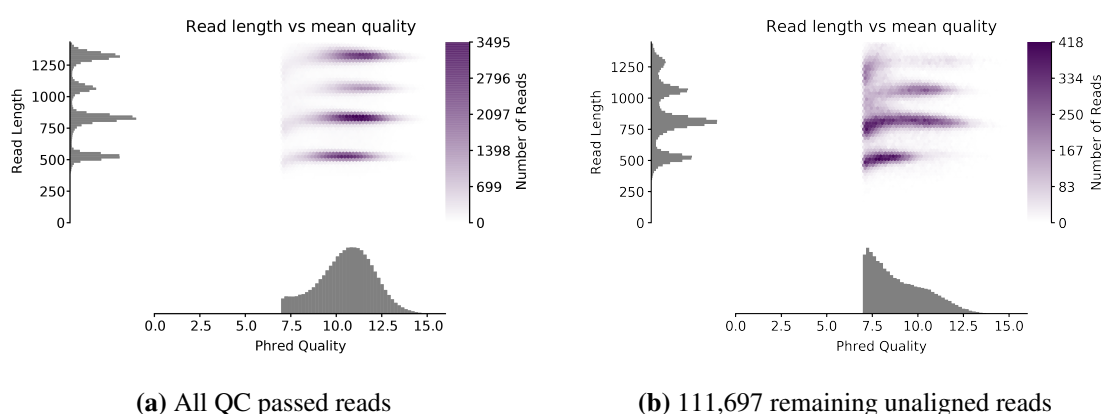 Read length vs mean quality
Read Length
1250
1000
750
500
250
0
3495
2796
2097
1398
699
0
Number of Reads
0.0 2.5 5.0 7.5 10.0 12.5 15.0
Phred Quality
(a) All QC passed reads
Read length vs mean quality
Read Length
1250
1000
750
500
250
0
418
334
250
167
83
0
Number of Reads
0.0 2.5 5.0 7.5 10.0 12.5 15.0
Phred Quality
(b) 111,697 remaining unaligned reads